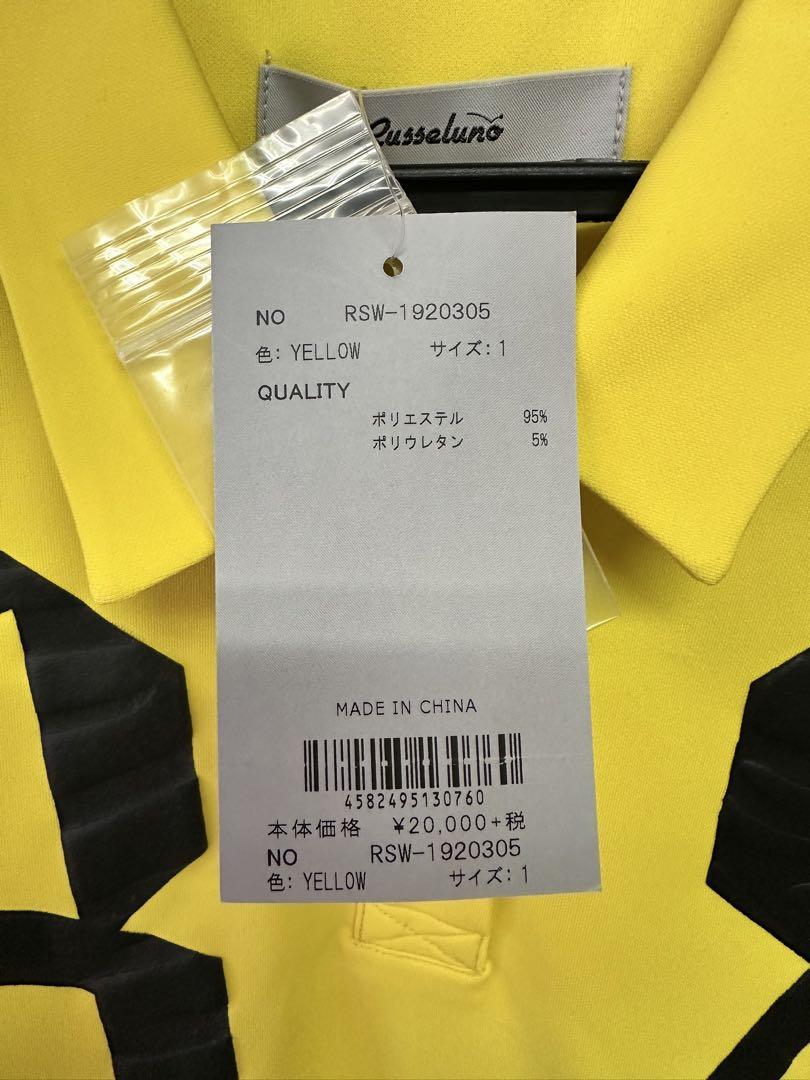 Russeluno
NO RSW-1920305
色: YELLOW サイズ: 1
QUALITY
ポリエステル 95%
ポリウレタン 5%
MADE IN CHINA
4582495130760
本体価格 ¥20,000+税
NO RSW-1920305
色: YELLOW サイズ: 1